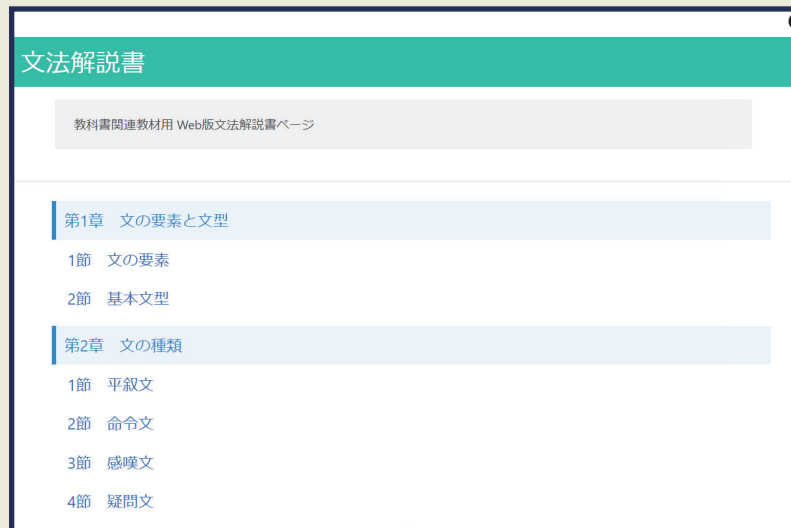 文法解説書
教科書関連教材用 Web版文法解説書ページ
第1章　文の要素と文型
1節　文の要素
2節　基本文型
第2章　文の種類
1節　平叙文
2節　命令文
3節　感嘆文
4節　疑問文